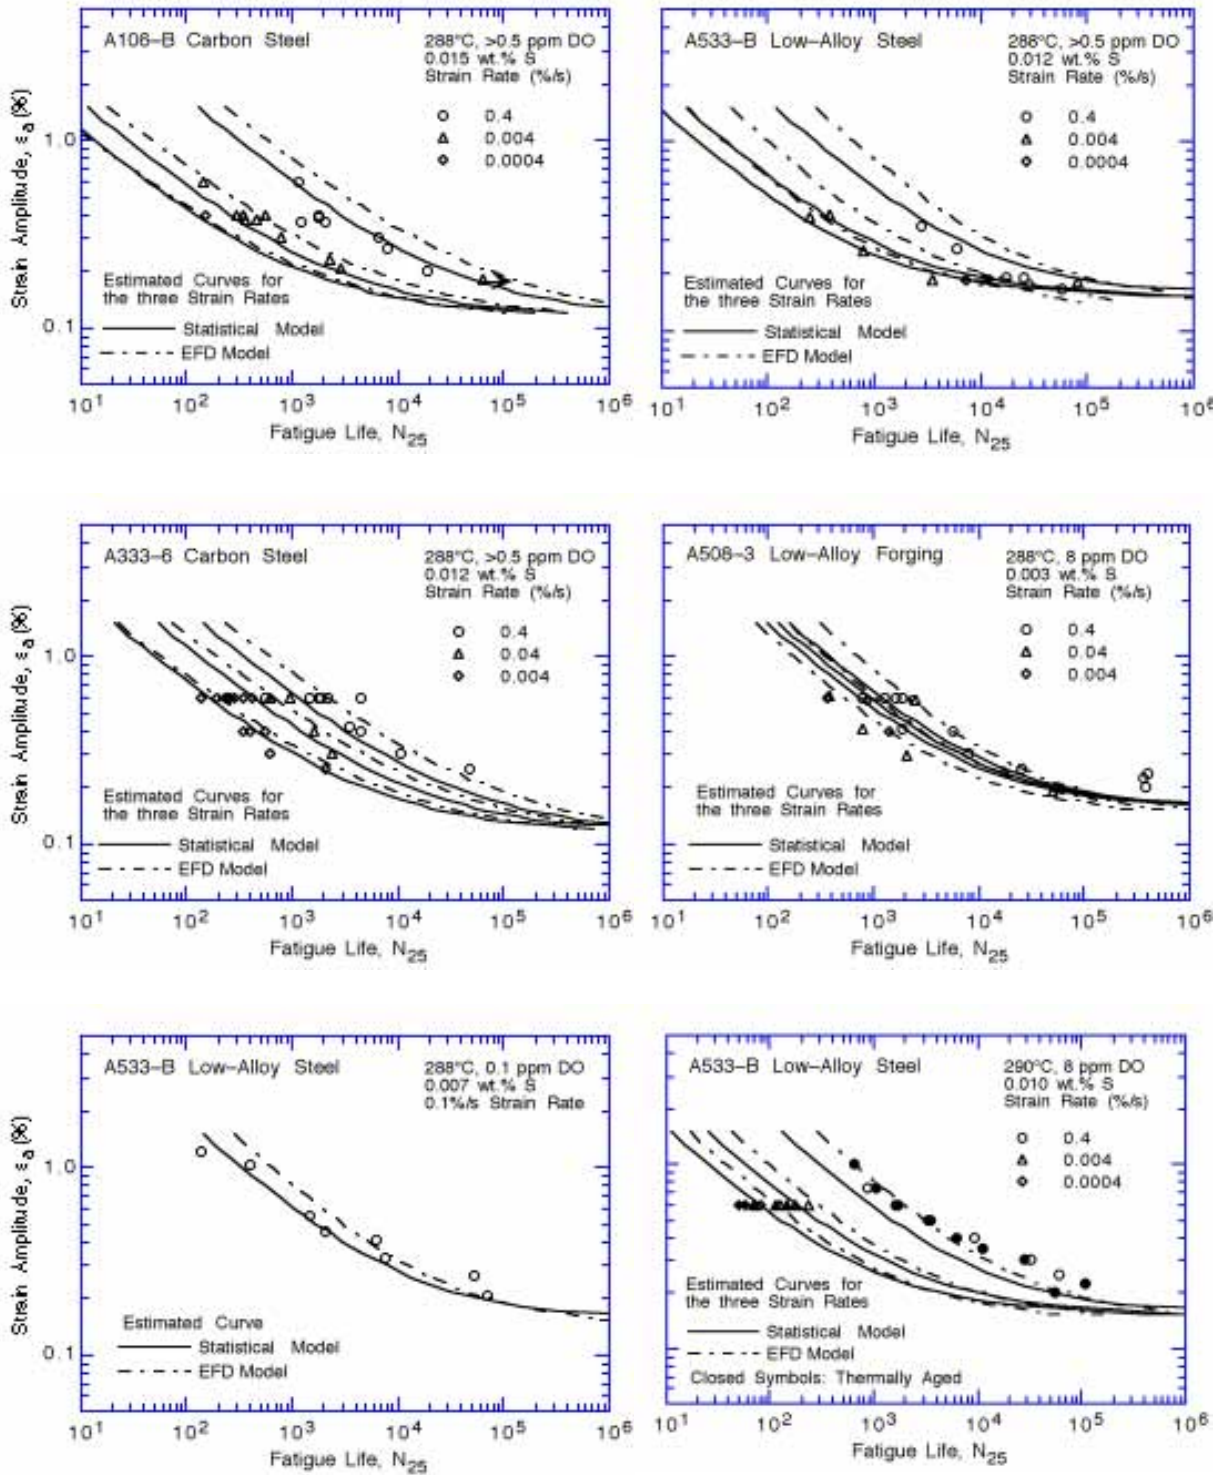 A106–B Carbon Steel
288°C, >0.5 ppm DO
0.015 wt.% S
Strain Rate (%/s)
0.4
0.004
0.0004
Strain Amplitude, εa (%)
1.0
0.1
Estimated Curves for
the three Strain Rates
Statistical Model
EFD Model
10¹ 10² 10³ 10⁴ 10⁵ 10⁶
Fatigue Life, N₂₅
A533–B Low–Alloy Steel
288°C, >0.5 ppm DO
0.012 wt.% S
Strain Rate (%/s)
0.4
0.004
0.0004
Estimated Curves for
the three Strain Rates
Statistical Model
EFD Model
10¹ 10² 10³ 10⁴ 10⁵ 10⁶
Fatigue Life, N₂₅
A333–6 Carbon Steel
288°C, >0.5 ppm DO
0.012 wt.% S
Strain Rate (%/s)
0.4
0.04
0.004
Strain Amplitude, εa (%)
1.0
0.1
Estimated Curves for
the three Strain Rates
Statistical Model
EFD Model
10¹ 10² 10³ 10⁴ 10⁵ 10⁶
Fatigue Life, N₂₅
A508–3 Low–Alloy Forging
288°C, 8 ppm DO
0.003 wt.% S
Strain Rate (%/s)
0.4
0.04
0.004
Estimated Curves for
the three Strain Rates
Statistical Model
EFD Model
10¹ 10² 10³ 10⁴ 10⁵ 10⁶
Fatigue Life, N₂₅
A533–B Low–Alloy Steel
288°C, 0.1 ppm DO
0.007 wt.% S
0.1%/s Strain Rate
Strain Amplitude, εa (%)
1.0
0.1
Estimated Curve
Statistical Model
EFD Model
10¹ 10² 10³ 10⁴ 10⁵ 10⁶
Fatigue Life, N₂₅
A533–B Low–Alloy Steel
290°C, 8 ppm DO
0.010 wt.% S
Strain Rate (%/s)
0.4
0.004
0.0004
Estimated Curves for
the three Strain Rates
Statistical Model
EFD Model
Closed Symbols: Thermally Aged
10¹ 10² 10³ 10⁴ 10⁵ 10⁶
Fatigue Life, N₂₅